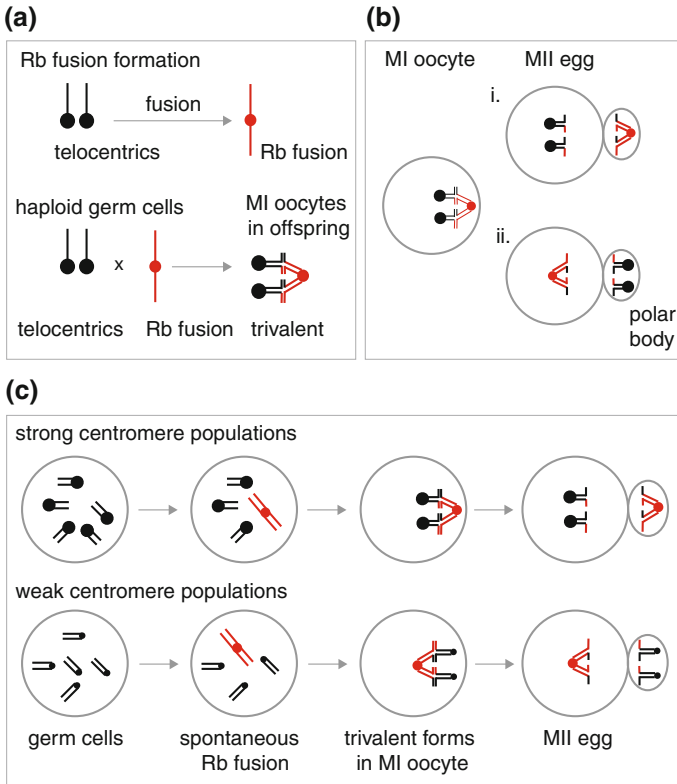 (a)
Rb fusion formation
fusion
telocentrics
Rb fusion
haploid germ cells
MI oocytes
in offspring
x
telocentrics
Rb fusion
trivalent
(b)
MI oocyte
MII egg
i.
ii.
polar
body
(c)
strong centromere populations
weak centromere populations
germ cells
spontaneous
Rb fusion
trivalent forms
in MI oocyte
MII egg